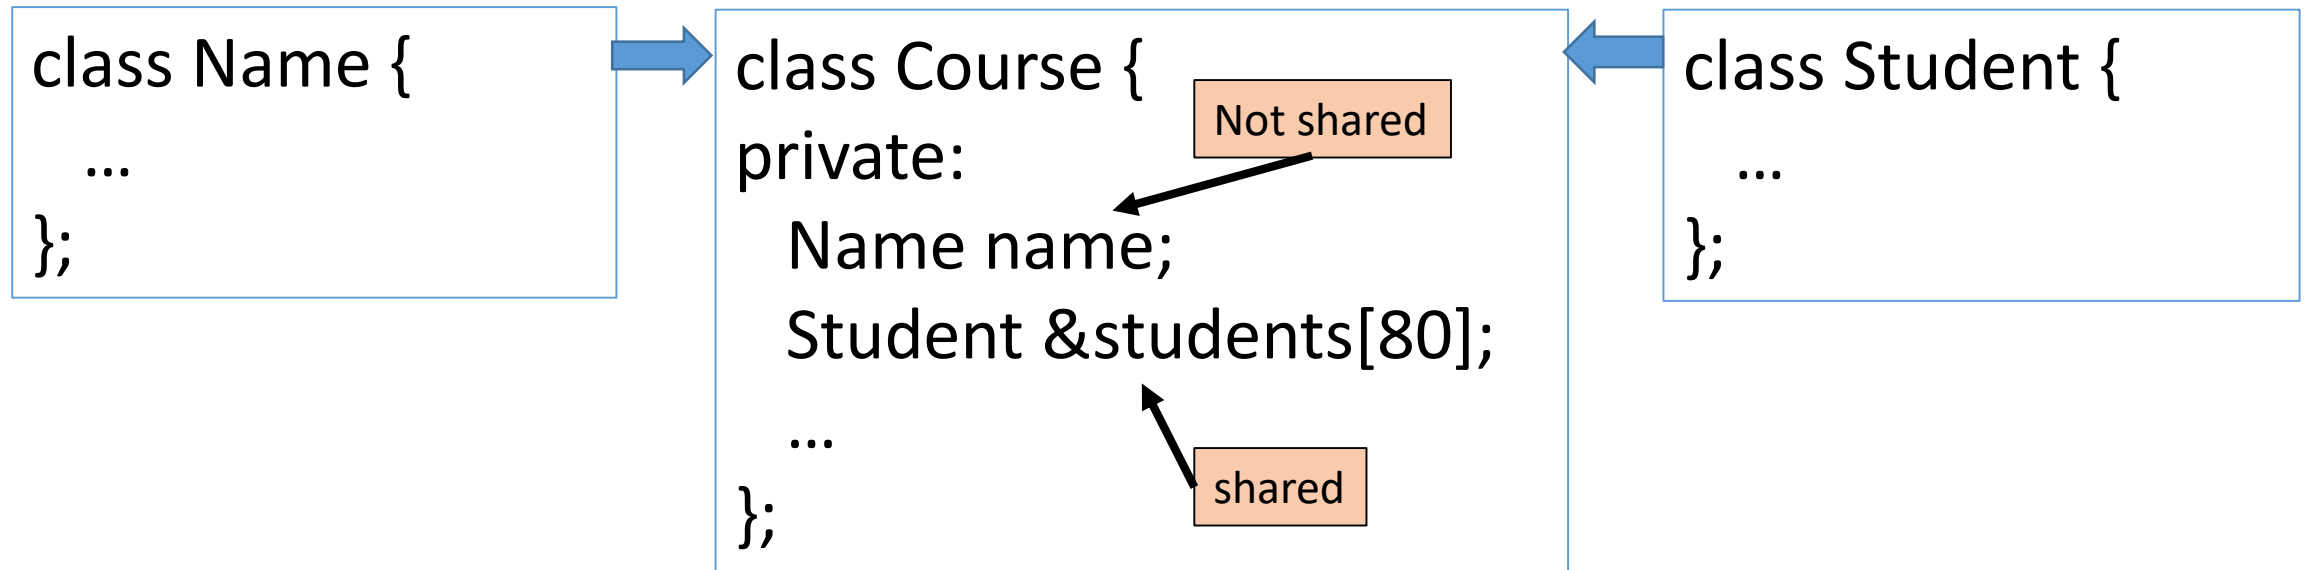 class Name {
…
};
class Course {
private:
Name name;
Student &students[80];
…
};
Not shared
shared
class Student {
…
};